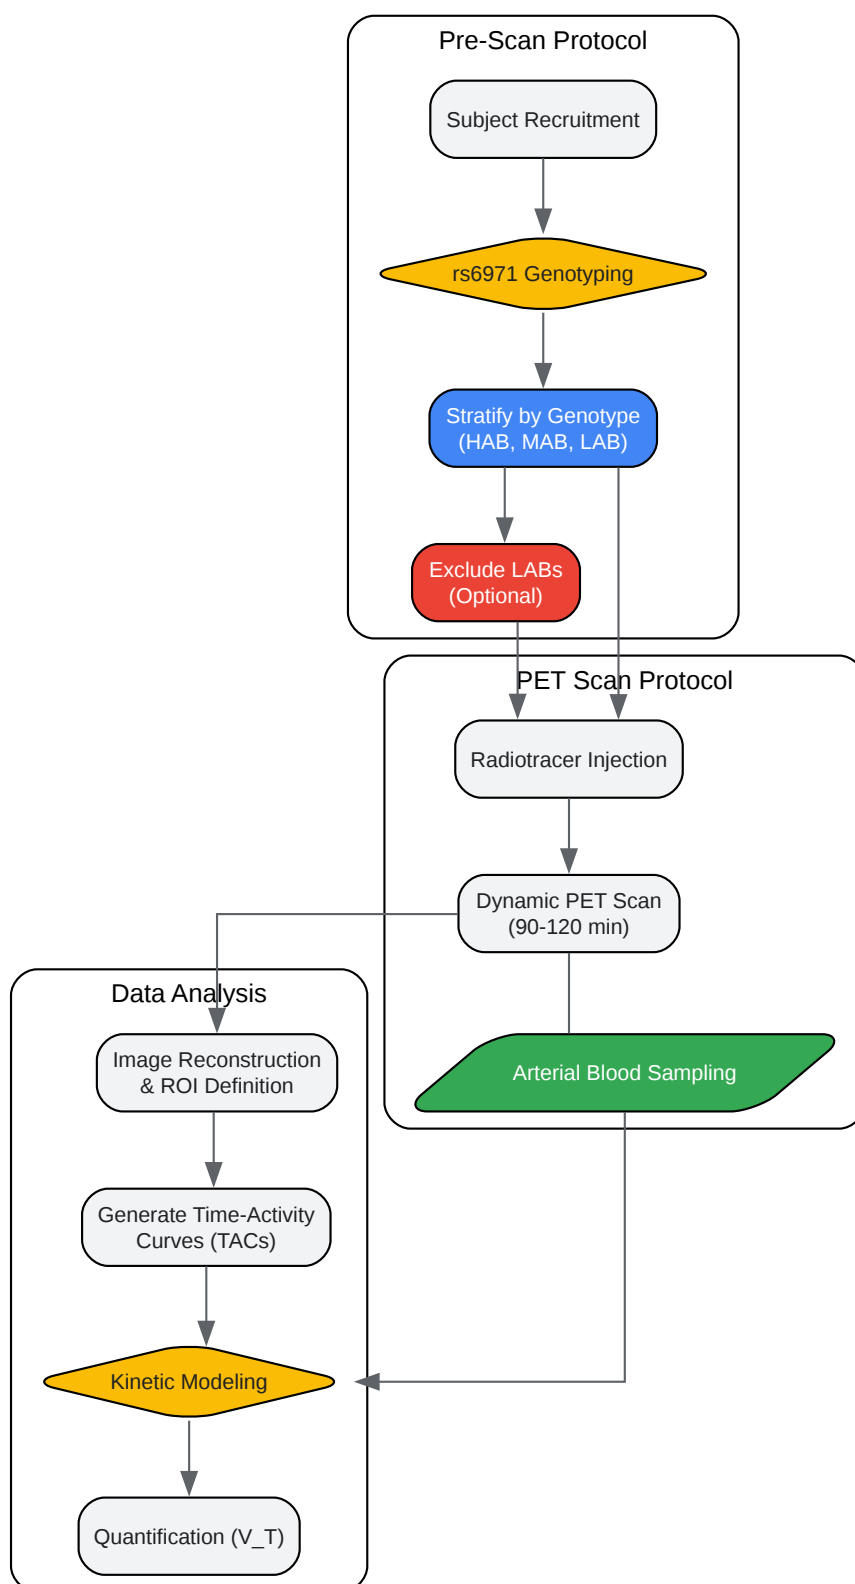 Pre-Scan Protocol
Subject Recruitment
rs6971 Genotyping
Stratify by Genotype
(HAB, MAB, LAB)
Exclude LABs
(Optional)
PET Scan Protocol
Radiotracer Injection
Dynamic PET Scan
(90-120 min)
Arterial Blood Sampling
Data Analysis
Image Reconstruction
& ROI Definition
Generate Time-Activity
Curves (TACs)
Kinetic Modeling
Quantification (V_T)